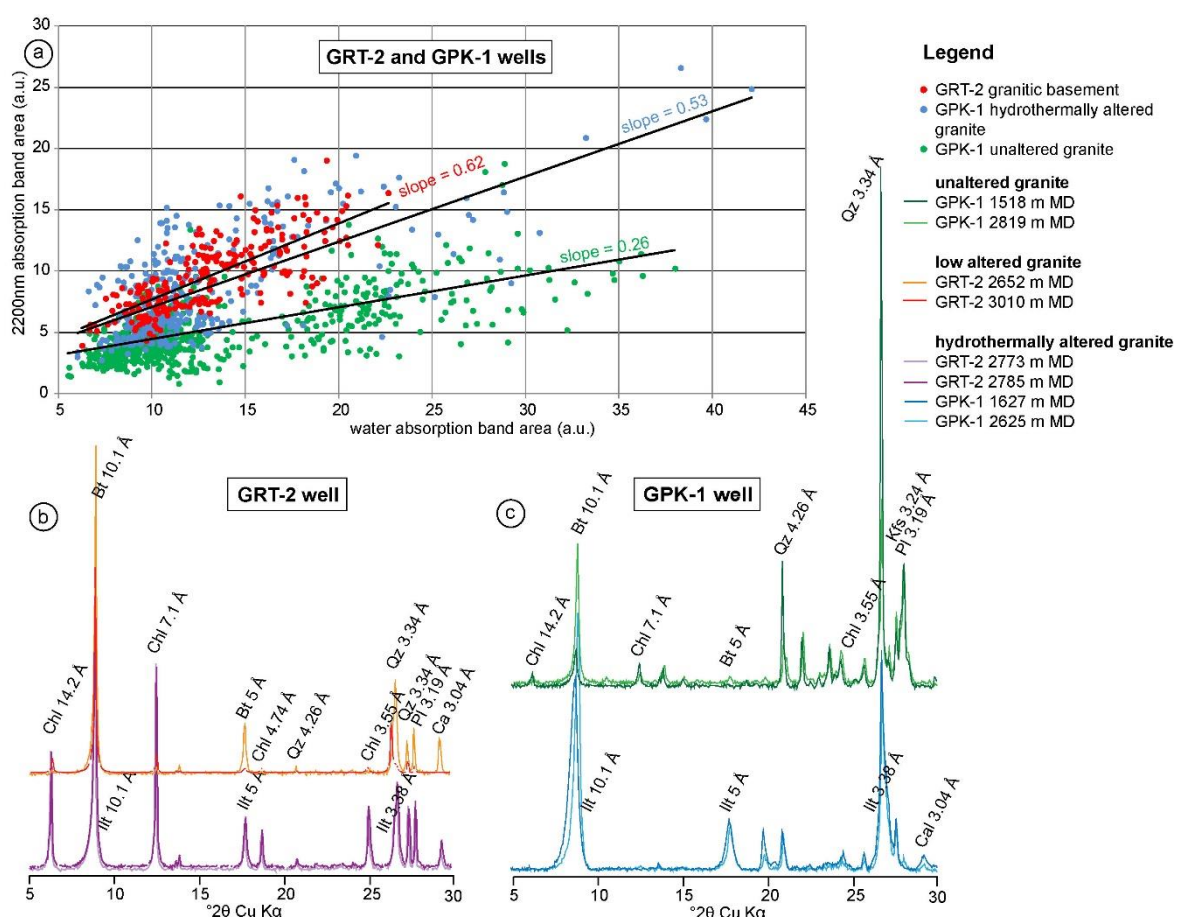 a
GRT-2 and GPK-1 wells
2200nm absorption band area (a.u.)
30
25
20
15
10
5
0
slope = 0.53
slope = 0.62
slope = 0.26
5
10
15
20
25
30
35
40
45
water absorption band area (a.u.)
Legend
GRT-2 granitic basement
GPK-1 hydrothermally altered
granite
GPK-1 unaltered granite
unaltered granite
GPK-1 1518 m MD
GPK-1 2819 m MD
low altered granite
GRT-2 2652 m MD
GRT-2 3010 m MD
hydrothermally altered granite
GRT-2 2773 m MD
GRT-2 2785 m MD
GPK-1 1627 m MD
GPK-1 2625 m MD
b
GRT-2 well
Chl 14.2 Å
Bt 10.1 Å
Chl 7.1 Å
Bt 5 Å
Chl 4.74 Å
Qz 4.26 Å
Chl 3.55 Å
Qz 3.34 Å
Qz 3.34 Å
Pl 3.19 Å
Ca 3.04 Å
Ilt 10.1 Å
Ilt 5 Å
Ilt 3.38 Å
5
10
15
20
25
30
°2θ Cu Kα
c
GPK-1 well
Chl 14.2 Å
Bt 10.1 Å
Chl 7.1 Å
Bt 5 Å
Qz 4.26 Å
Chl 3.55 Å
Qz 3.34 Å
Kfs 3.24 Å
Pl 3.19 Å
Ilt 10.1 Å
Ilt 5 Å
Ilt 3.38 Å
Cal 3.04 Å
5
10
15
20
25
30
°2θ Cu Kα